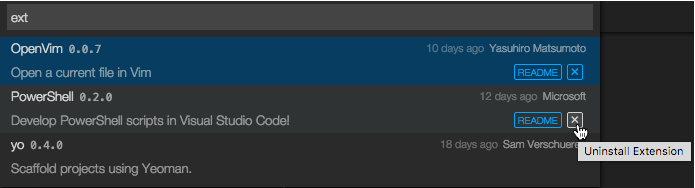 ext
OpenVim 0.0.7 10 days ago Yasuhiro Matsumoto
Open a current file in Vim README
PowerShell 0.2.0 12 days ago Microsoft
Develop PowerShell scripts in Visual Studio Code! README
yo 0.4.0 18 days ago Sam Verschuere
Uninstall Extension
Scaffold projects using Yeoman.